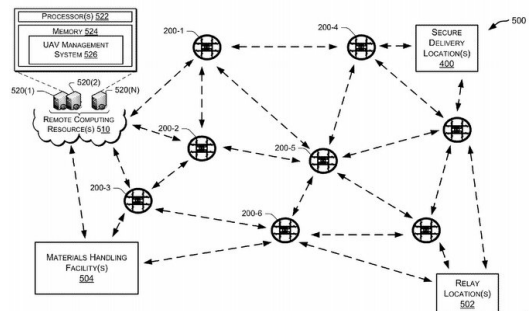 PROCESSOR(S) 522
MEMORY 524
UAV MANAGEMENT
SYSTEM 526
520(1)
520(2)
520(N)
REMOTE COMPUTING
RESOURCE(S) 510
200-1
200-4
500
SECURE
DELIVERY
LOCATION(S)
400
200-2
200-5
200-3
200-6
MATERIALS HANDLING
FACILITY(S)
504
RELAY
LOCATION(S)
502